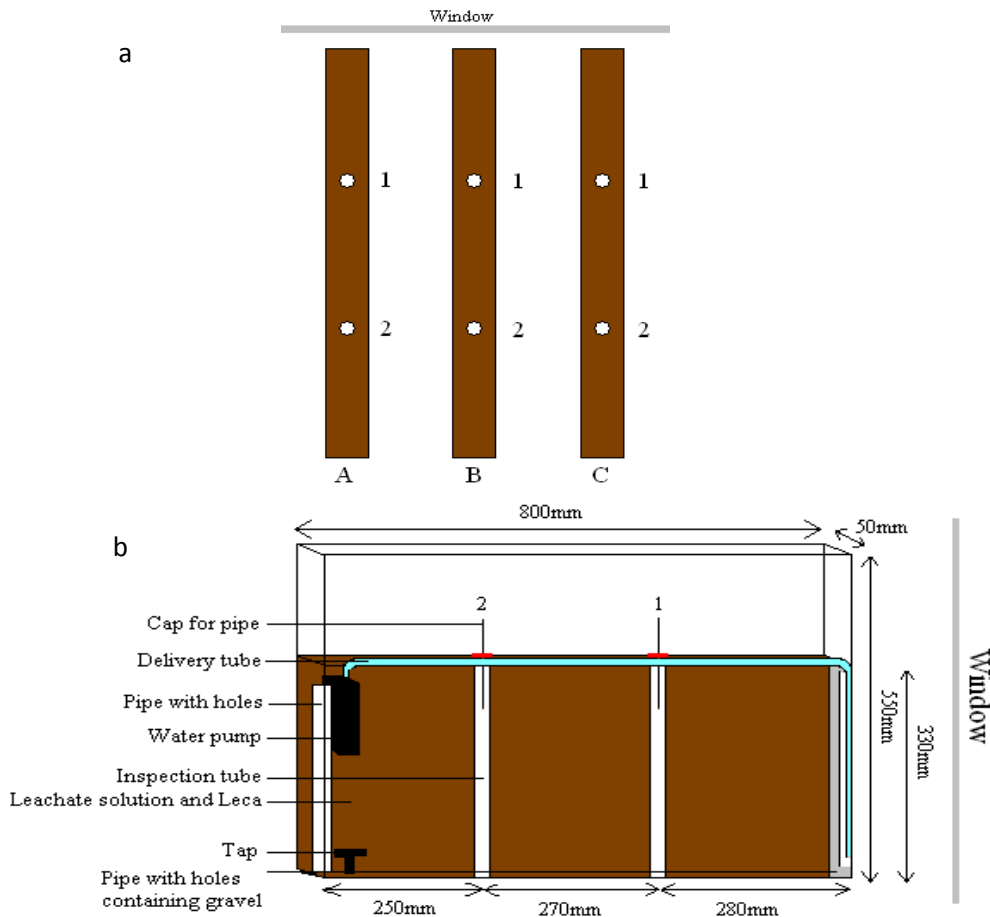 Window
a
1
1
1
2
2
2
A
B
C
800mm
50mm
b
2
1
Cap for pipe
Delivery tube
Pipe with holes
Water pump
Inspection tube
Leachate solution and Leca
Tap
Pipe with holes
containing gravel
550mm
330mm
Window
250mm
270mm
280mm